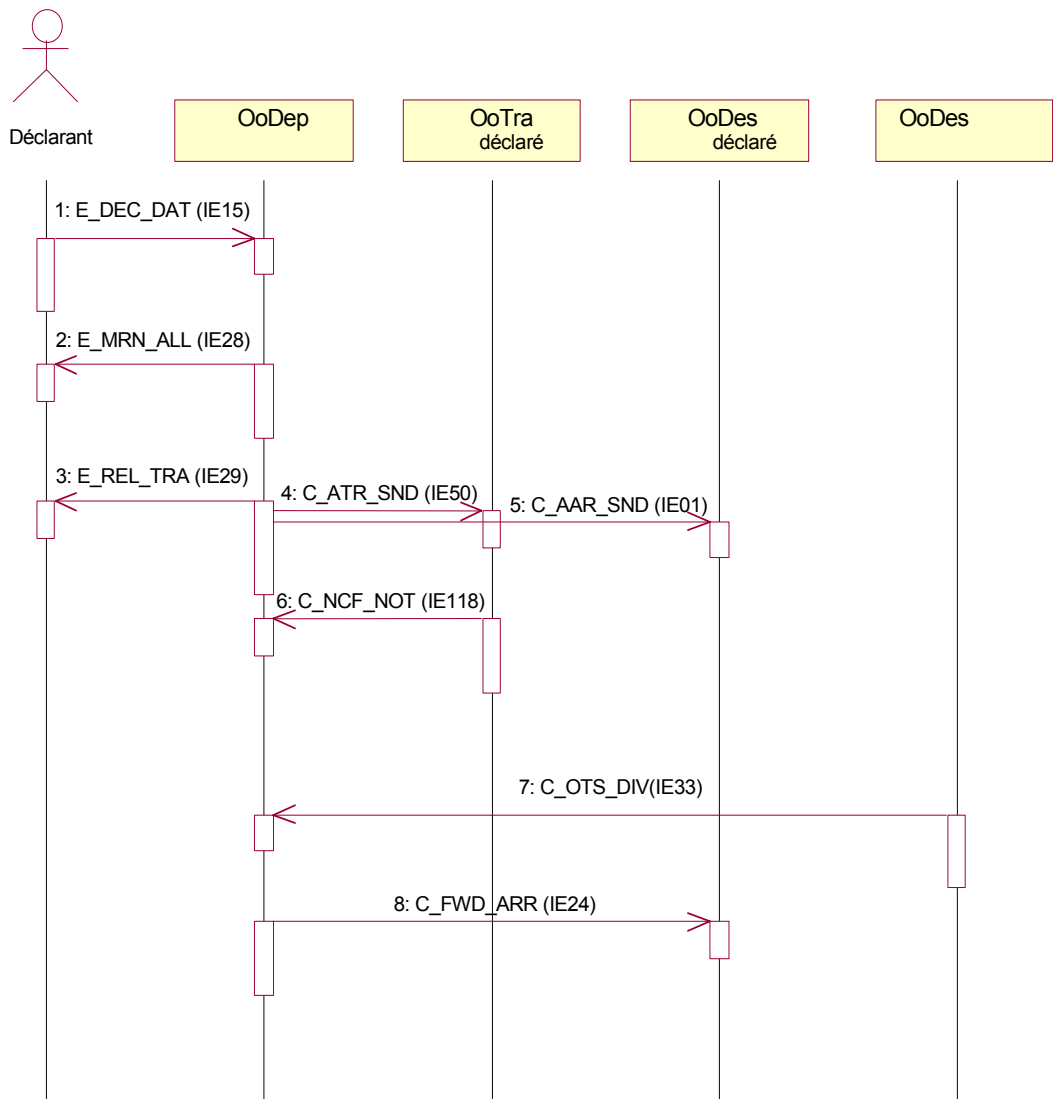 Déclarant
OoDep
OoTra
déclaré
OoDes
déclaré
OoDes
1: E_DEC_DAT (IE15)
2: E_MRN_ALL (IE28)
3: E_REL_TRA (IE29)
4: C_ATR_SND (IE50)
5: C_AAR_SND (IE01)
6: C_NCF_NOT (IE118)
7: C_OTS_DIV(IE33)
8: C_FWD_ARR (IE24)